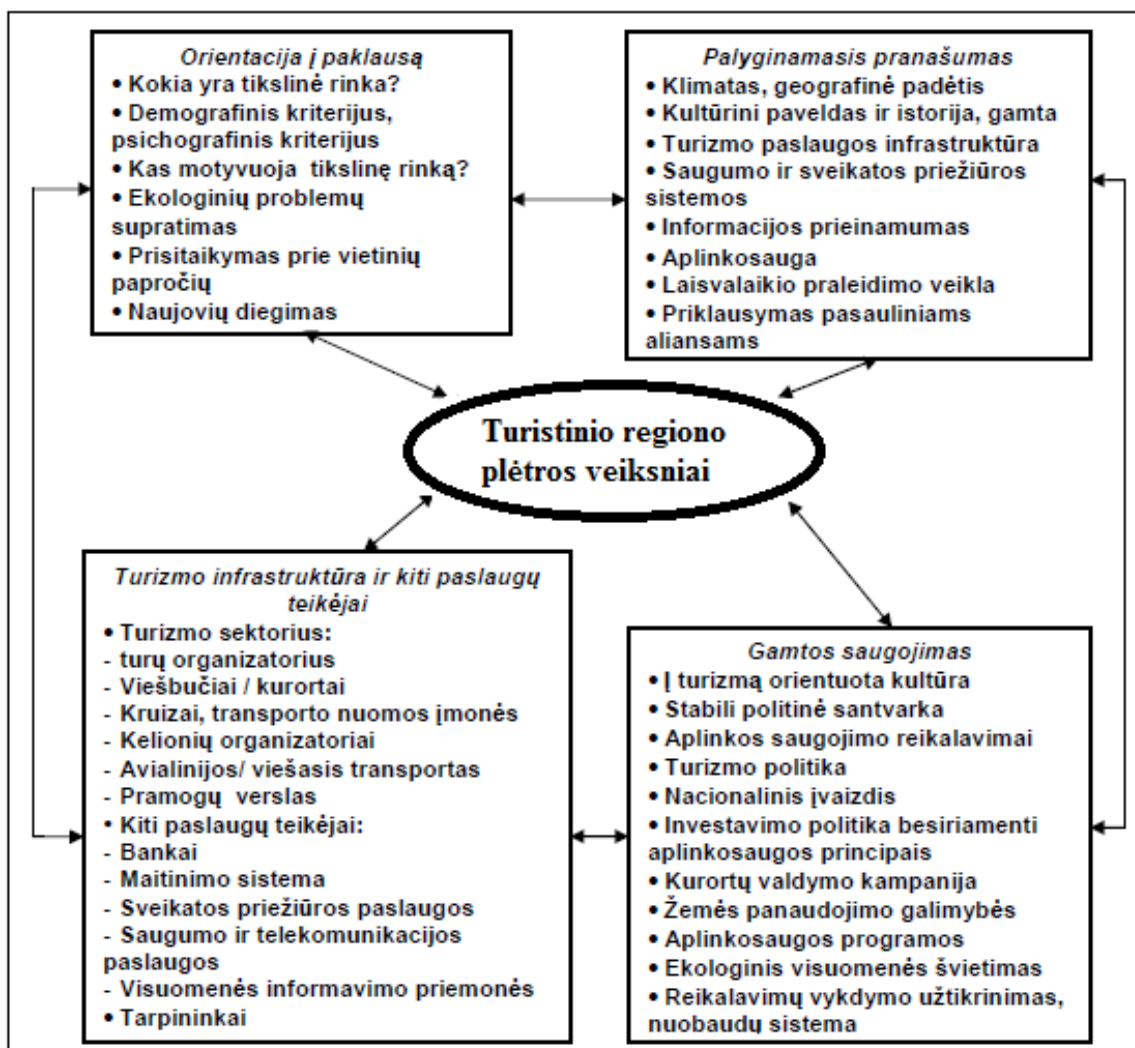 Orientacija į paklausą
• Kokia yra tikslinė rinka?
• Demografinis kriterijus,
psichografinis kriterijus
• Kas motyvuoja tikslinę rinką?
• Ekologinių problemų
supratimas
• Prisitaikymas prie vietinių
papročių
• Naujovių diegimas
Palyginamasis pranašumas
• Klimatas, geografinė padėtis
• Kultūrini paveldas ir istorija, gamta
• Turizmo paslaugos infrastruktūra
• Saugumo ir sveikatos priežiūros
sistemos
• Informacijos prieinamumas
• Aplinkosauga
• Laisvalaikio praleidimo veikla
• Priklausymas pasauliniams
aliansams
Turistinio regiono
plėtros veiksniai
Turizmo infrastruktūra ir kiti paslaugų
teikėjai
• Turizmo sektorius:
- turų organizatorius
- Viešbučiai / kurortai
- Kruizai, transporto nuomos įmonės
- Kelionių organizatoriai
- Avialinijos/ viešasis transportas
- Pramogų verslas
• Kiti paslaugų teikėjai:
- Bankai
- Maitinimo sistema
- Sveikatos priežiūros paslaugos
- Saugumo ir telekomunikacijos
paslaugos
- Visuomenės informavimo priemonės
• Tarpininkai
Gamtos saugojimas
• Į turizmą orientuota kultūra
• Stabili politinė santvarka
• Aplinkos saugojimo reikalavimai
• Turizmo politika
• Nacionalinis įvaizdis
• Investavimo politika besiriamenti
aplinkosaugos principais
• Kurortų valdymo kampanija
• Žemės panaudojimo galimybės
• Aplinkosaugos programos
• Ekologinis visuomenės švietimas
• Reikalavimų vykdymo užtikrinimas,
nuobaudų sistema